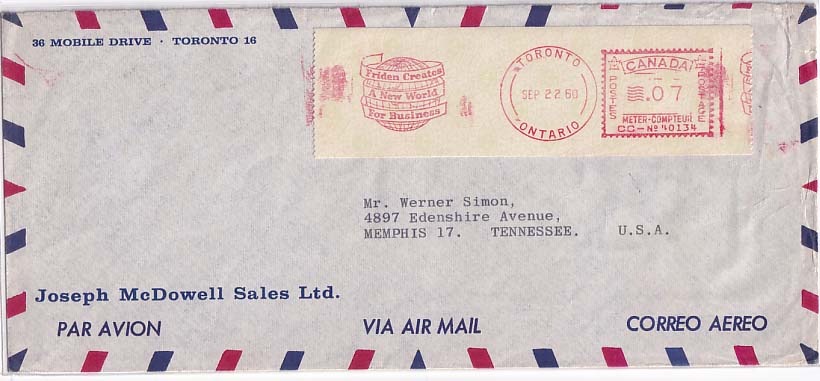 36 MOBILE DRIVE · TORONTO 16
Friden Creates
A New World
For Business
TORONTO
SEP 22 60
ONTARIO
CANADA
POSTES
POSTAGE
.07
METER-COMPTEUR
CC-Nº 40134
Mr. Werner Simon,
4897 Edenshire Avenue,
MEMPHIS 17. TENNESSEE. U.S.A.
Joseph McDowell Sales Ltd.
PAR AVION VIA AIR MAIL CORREO AEREO